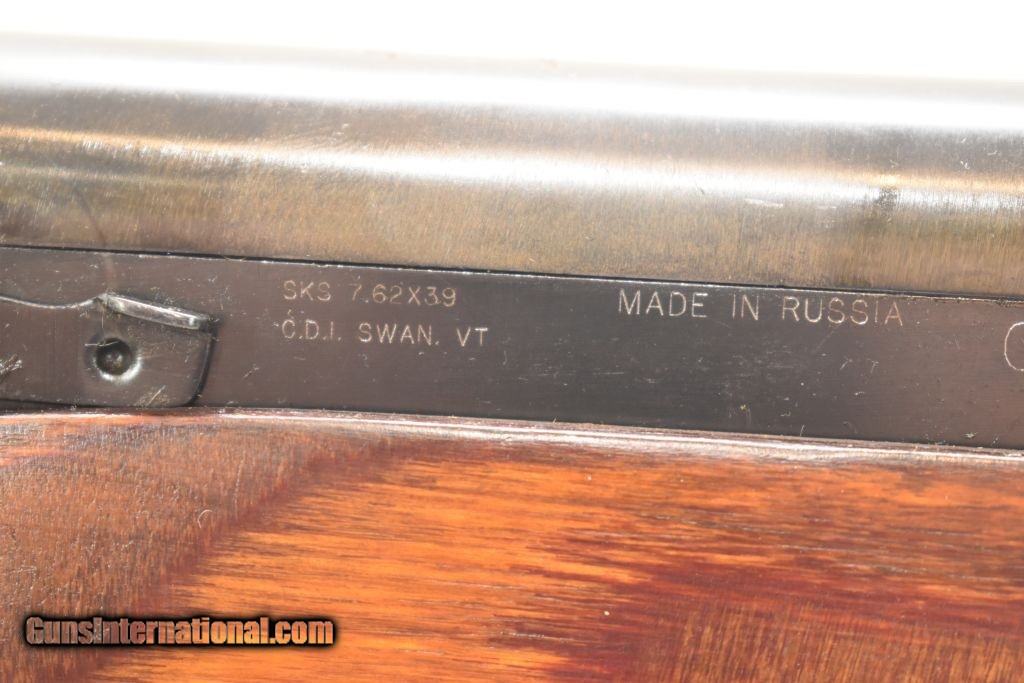 SKS 7.62X39
C.D.I. SWAN. VT
MADE IN RUSSIA
GunsInternational.com